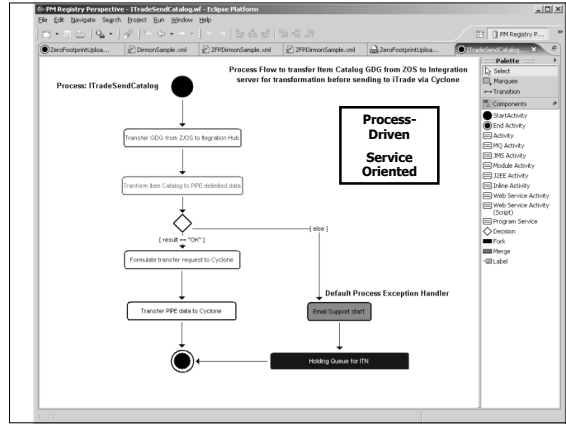 PM Registry Perspective - ITradeSendCatalog.wf - Eclipse Platform
File Edit Navigate Search Project Run Window Help
PM Registry P...
ZeroFootprintUploa...
DirmonSample.xml
ZFPDirmonSample.xml
ZFPDirmonSample.xml
ZeroFootprintUploa...
ITradeSendCatalog....
Process Flow to transfer Item Catalog GDG from ZOS to Integration
server for transformation before sending to iTrade via Cyclone
Process: ITradeSendCatalog
Process-
Driven
Service
Oriented
Transfer GDG from Z/OS to Itegration Hub
Tranform Item Catalog to PIPE delimited data
[ else ]
[ result == "OK" ]
Formulate transfer request to Cyclone
Default Process Exception Handler
Transfer PIPE data to Cyclone
Email Support start
Holding Queue for ITN
Palette
Select
Marquee
Transition
Components
StartActivity
End Activity
Activity
MQ Activity
JMS Activity
Module Activity
J2EE Activity
Inline Activity
Web Service Activity
Web Service Activity
(Script)
Program Service
Decision
Fork
Merge
Label